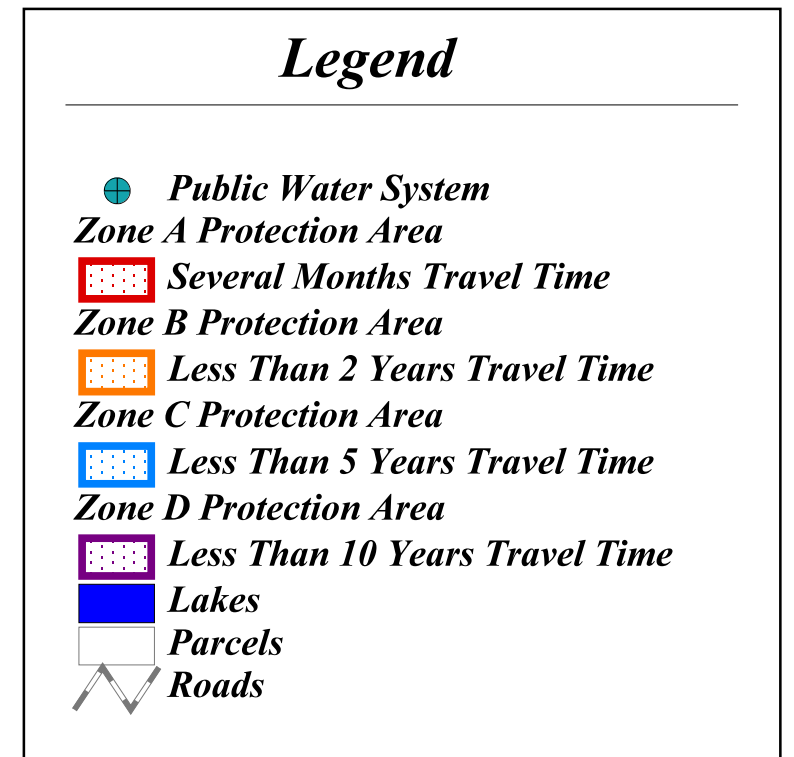 Legend
Public Water System
Zone A Protection Area
Several Months Travel Time
Zone B Protection Area
Less Than 2 Years Travel Time
Zone C Protection Area
Less Than 5 Years Travel Time
Zone D Protection Area
Less Than 10 Years Travel Time
Lakes
Parcels
Roads